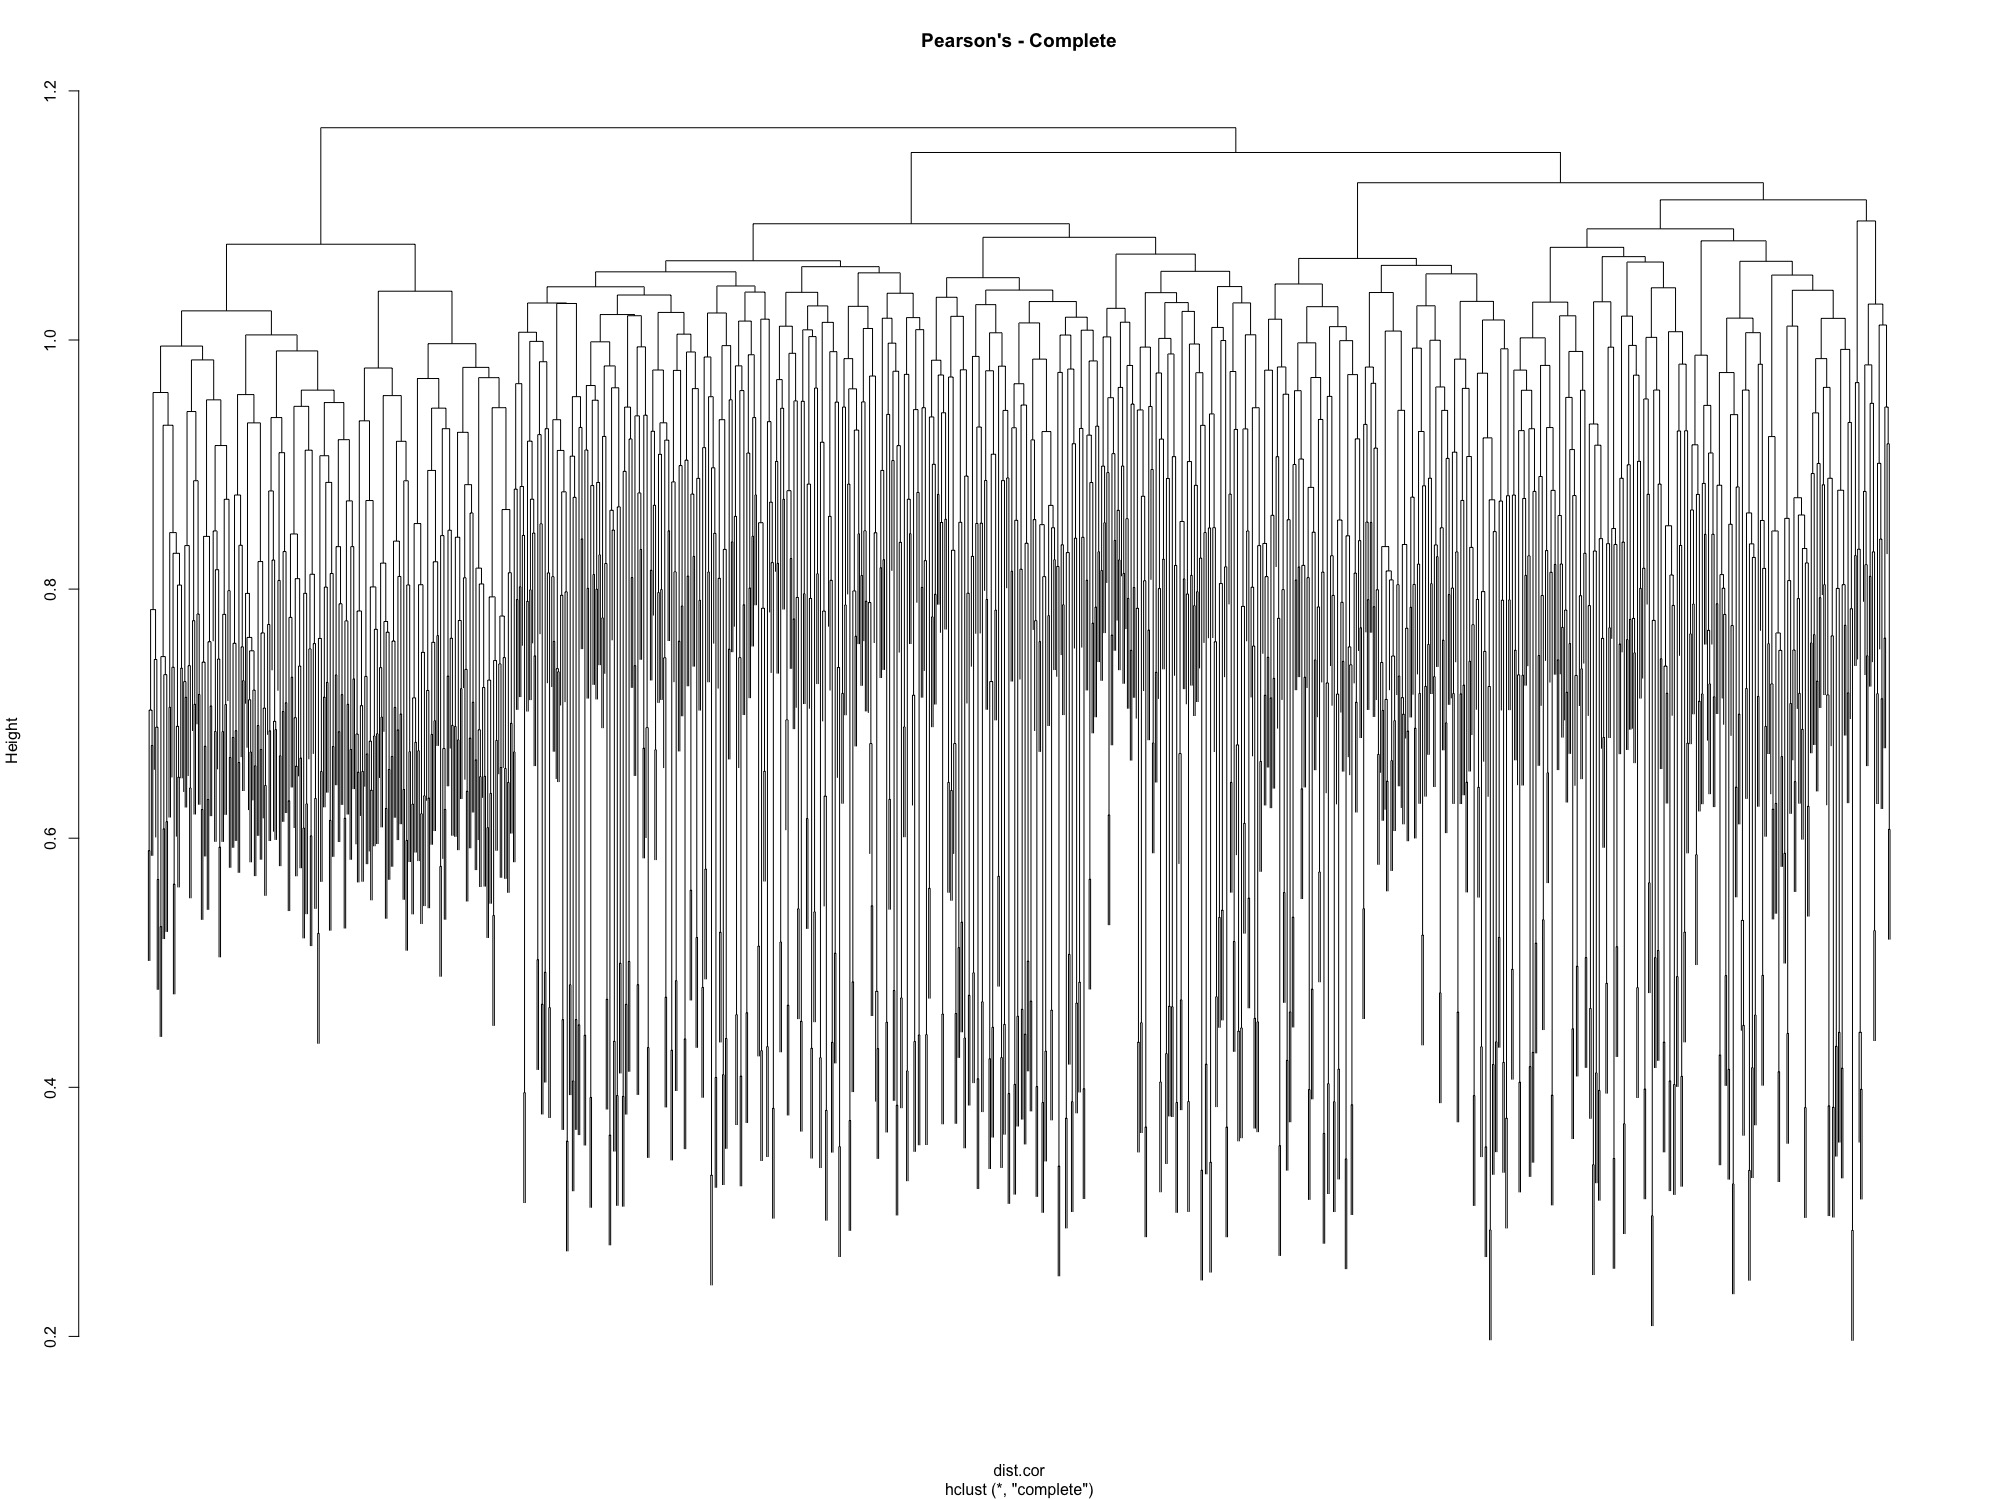 Pearson's - Complete
1.2
1.0
0.8
0.6
0.4
0.2
Height
dist.cor
hclust (*, "complete")